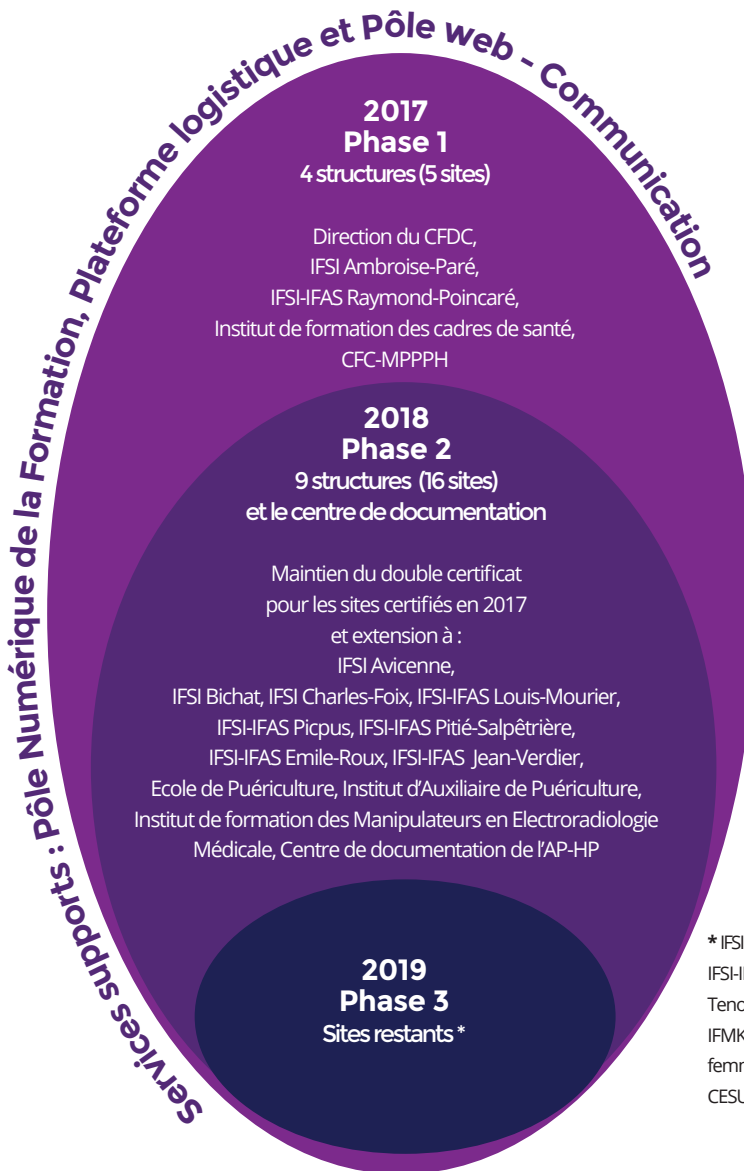 Services supports : Pôle Numérique de la Formation, Plateforme logistique et Pôle web - Communication
2017
Phase 1
4 structures (5 sites)
Direction du CFDC,
IFSI Ambroise-Paré,
IFSI-IFAS Raymond-Poincaré,
Institut de formation des cadres de santé,
CFC-MPPPH
2018
Phase 2
9 structures (16 sites)
et le centre de documentation
Maintien du double certificat
pour les sites certifiés en 2017
et extension à :
IFSI Avicenne,
IFSI Bichat, IFSI Charles-Foix, IFSI-IFAS Louis-Mourier,
IFSI-IFAS Picpus, IFSI-IFAS Pitié-Salpêtrière,
IFSI-IFAS Emile-Roux, IFSI-IFAS Jean-Verdier,
Ecole de Puériculture, Institut d'Auxiliaire de Puériculture,
Institut de formation des Manipulateurs en Electroradiologie
Médicale, Centre de documentation de l'AP-HP
2019
Phase 3
Sites restants *
* IFSI
IFMK
CESU